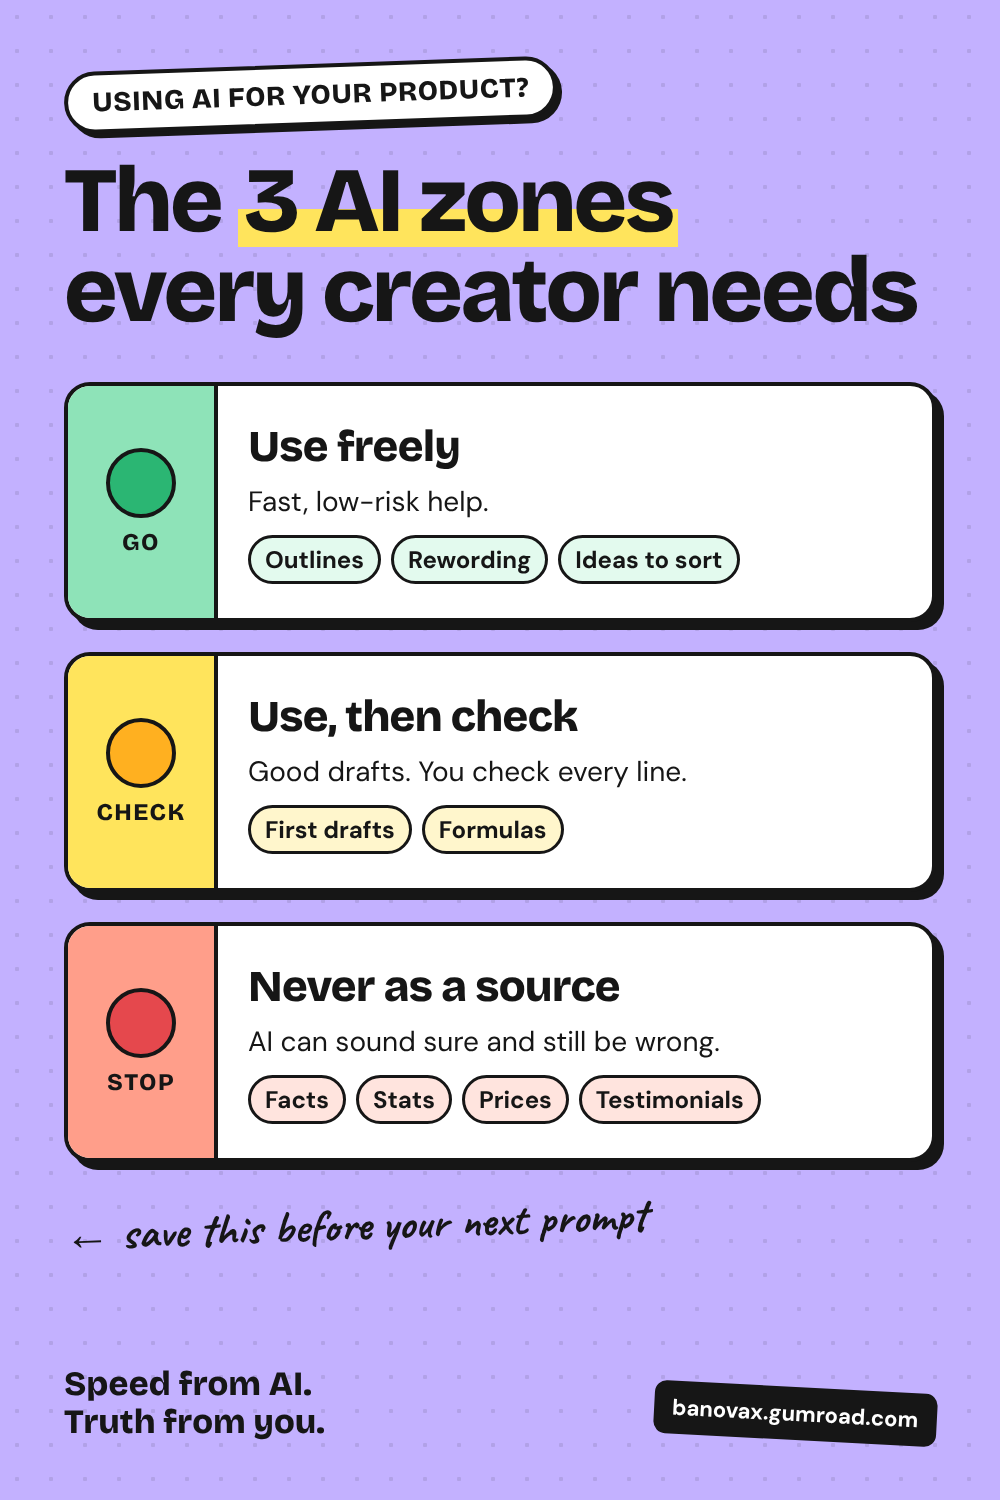 USING AI FOR YOUR PRODUCT?
The 3 AI zones
every creator needs
GO
Use freely
Fast, low-risk help.
Outlines Rewording Ideas to sort
CHECK
Use, then check
Good drafts. You check every line.
First drafts Formulas
STOP
Never as a source
AI can sound sure and still be wrong.
Facts Stats Prices Testimonials
← save this before your next prompt
Speed from AI.
Truth from you.
banovax.gumroad.com